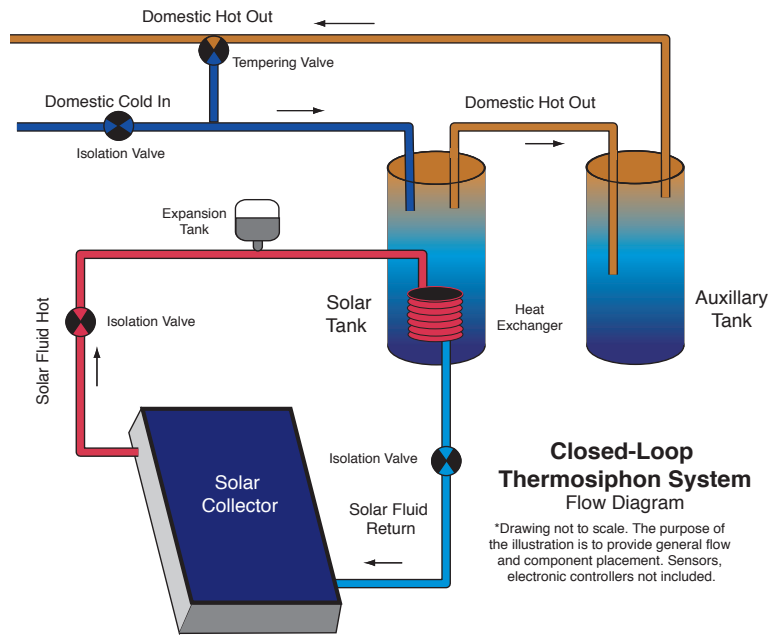 Domestic Hot Out
Tempering Valve
Domestic Cold In
Isolation Valve
Domestic Hot Out
Expansion
Tank
Solar Fluid Hot
Isolation Valve
Solar
Tank
Heat
Exchanger
Auxillary
Tank
Solar
Collector
Isolation Valve
Solar Fluid
Return
Closed-Loop
Thermosiphon System
Flow Diagram
*Drawing not to scale. The purpose of
the illustration is to provide general flow
and component placement. Sensors,
electronic controllers not included.